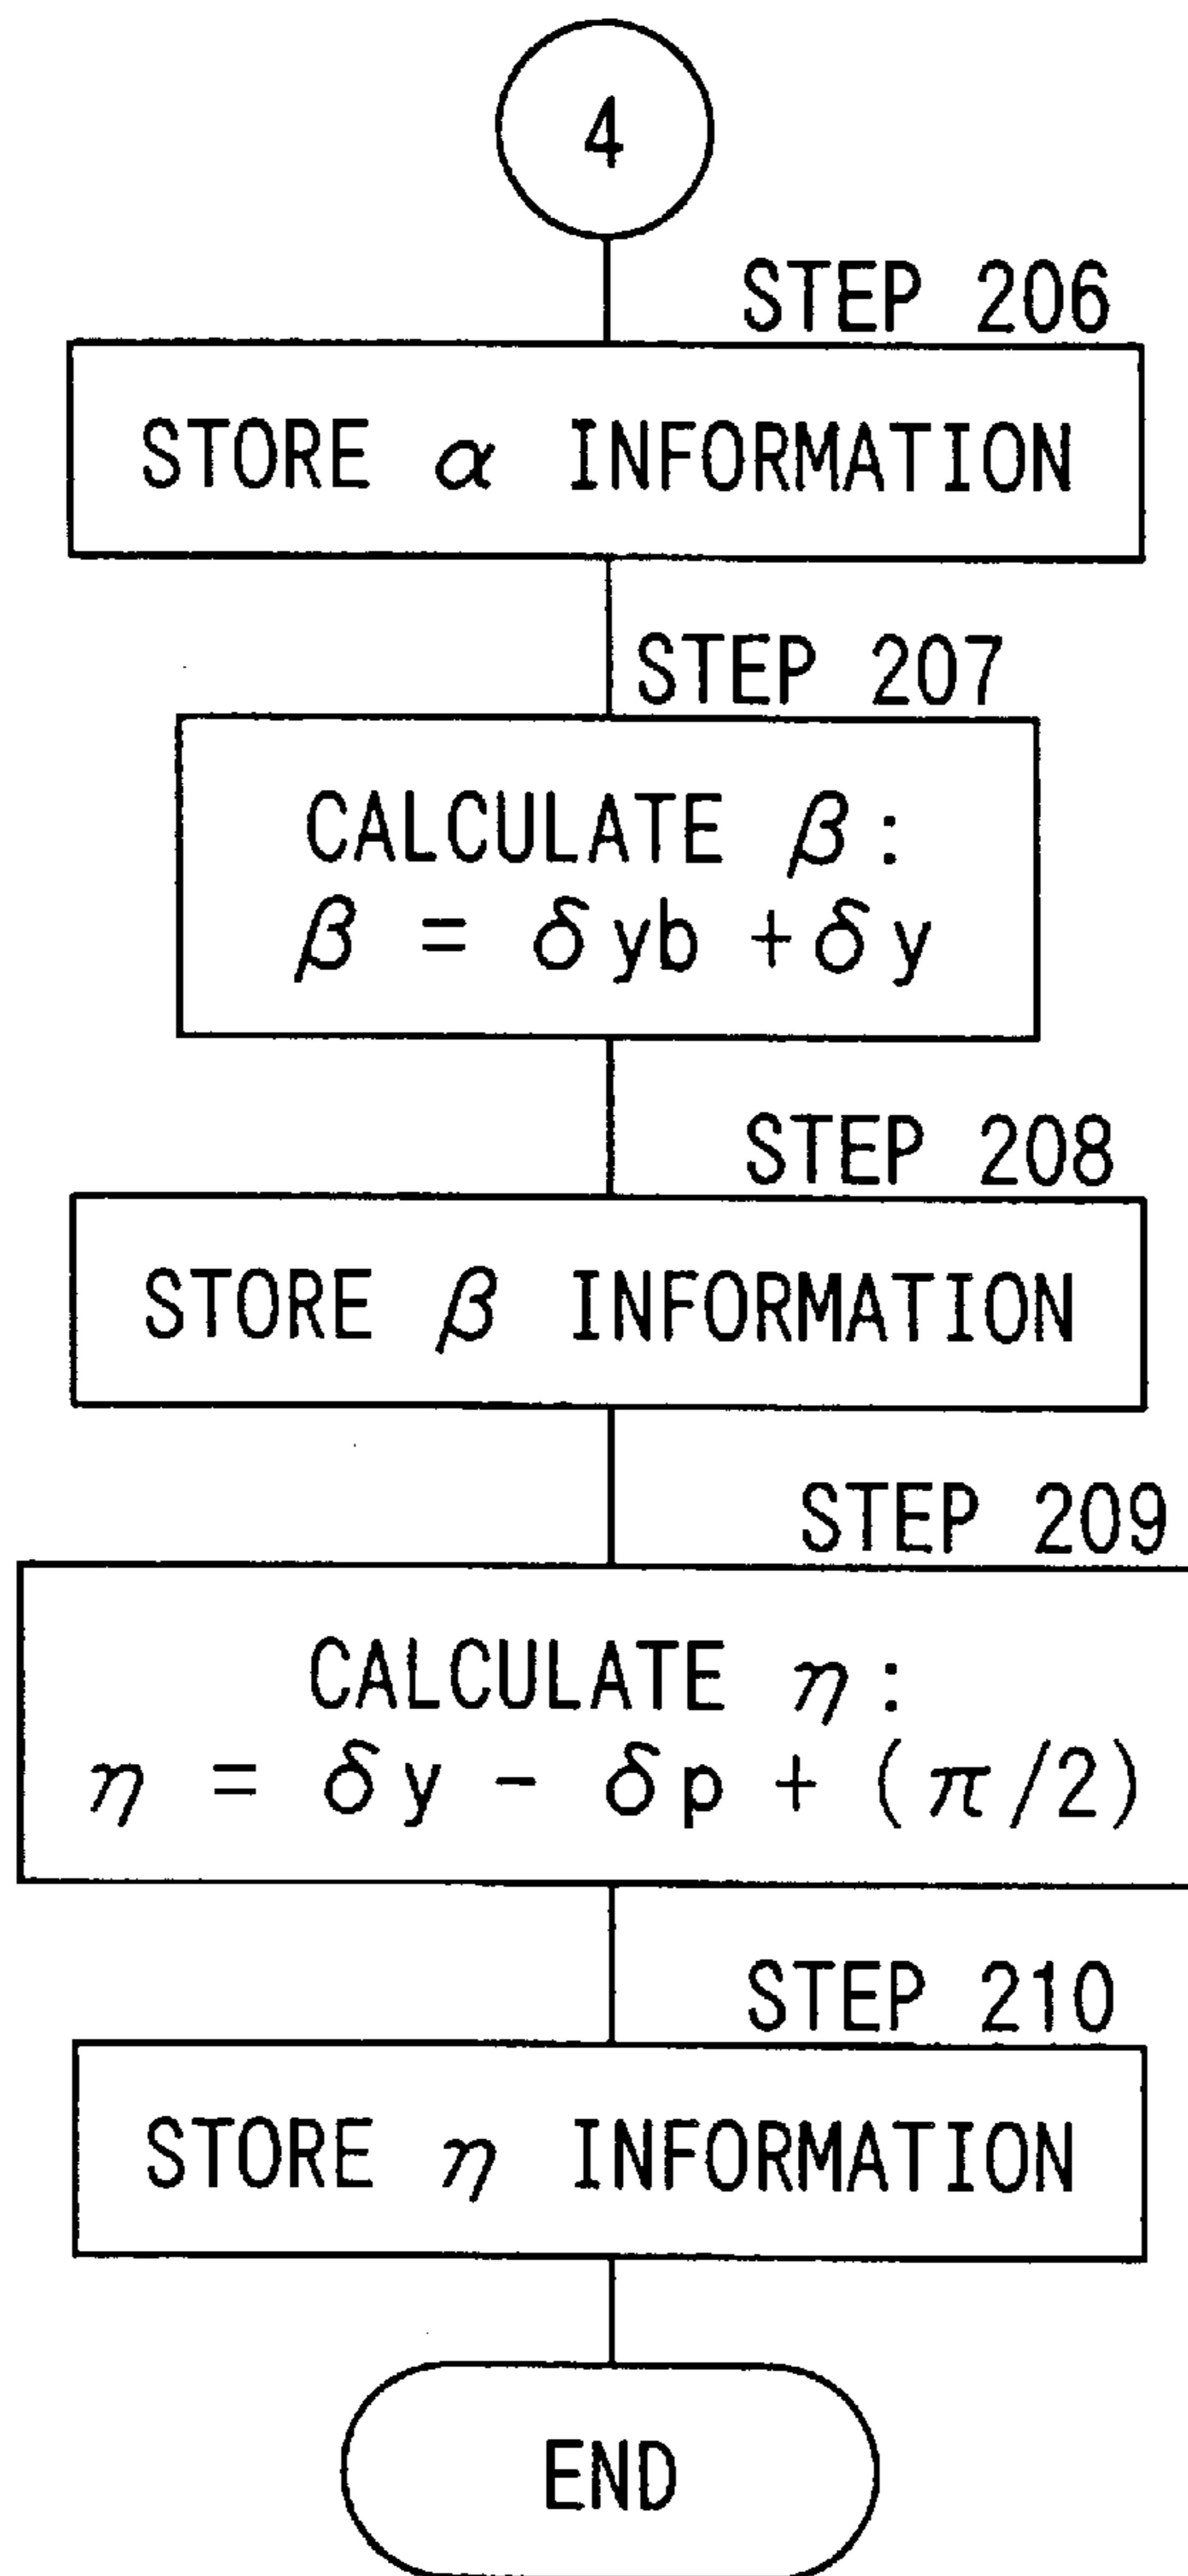 4
STEP 206
STORE α INFORMATION
STEP 207
CALCULATE β:
β = δyb + δy
STEP 208
STORE β INFORMATION
STEP 209
CALCULATE η:
η = δy - δp + (π/2)
STEP 210
STORE η INFORMATION
END